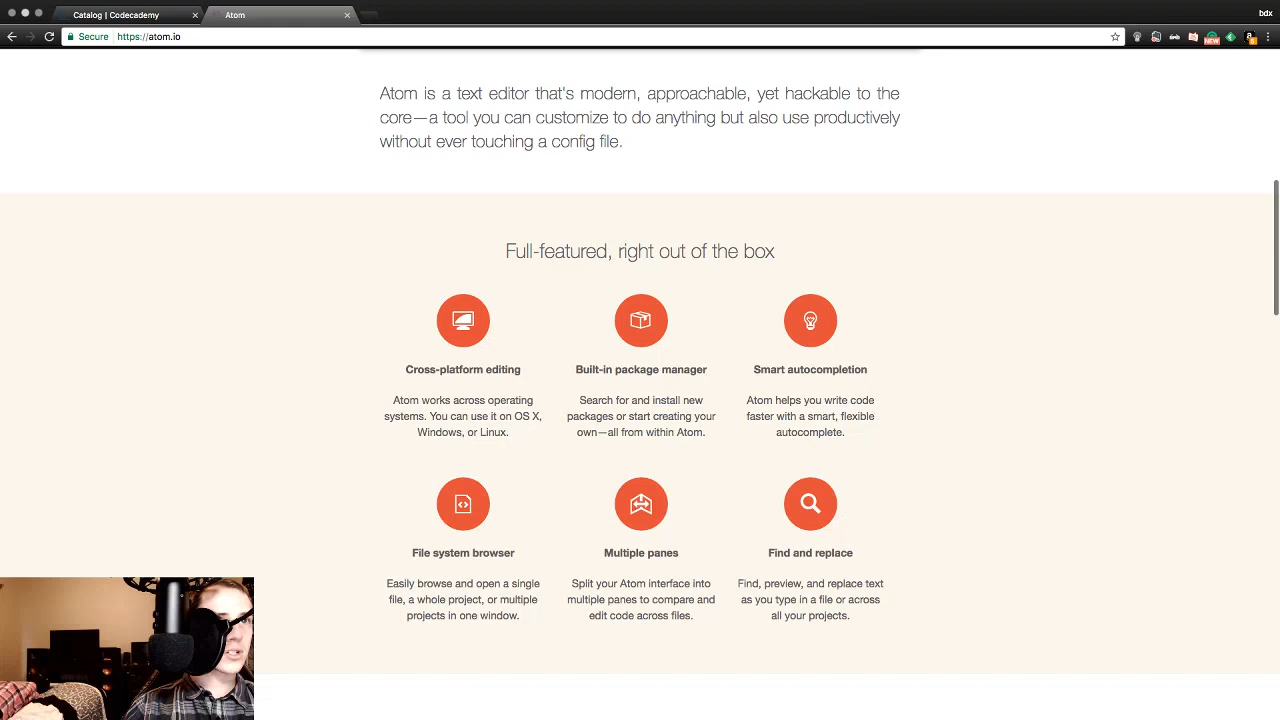 Catalog | Codecademy
Atom
bdx
Secure
https://atom.io
NEW
Atom is a text editor that's modern, approachable, yet hackable to the
core—a tool you can customize to do anything but also use productively
without ever touching a config file.
Full-featured, right out of the box
Cross-platform editing
Atom works across operating
systems. You can use it on OS X,
Windows, or Linux.
Built-in package manager
Search for and install new
packages or start creating your
own—all from within Atom.
Smart autocompletion
Atom helps you write code
faster with a smart, flexible
autocomplete.
File system browser
Easily browse and open a single
file, a whole project, or multiple
projects in one window.
Multiple panes
Split your Atom interface into
multiple panes to compare and
edit code across files.
Find and replace
Find, preview, and replace text
as you type in a file or across
all your projects.